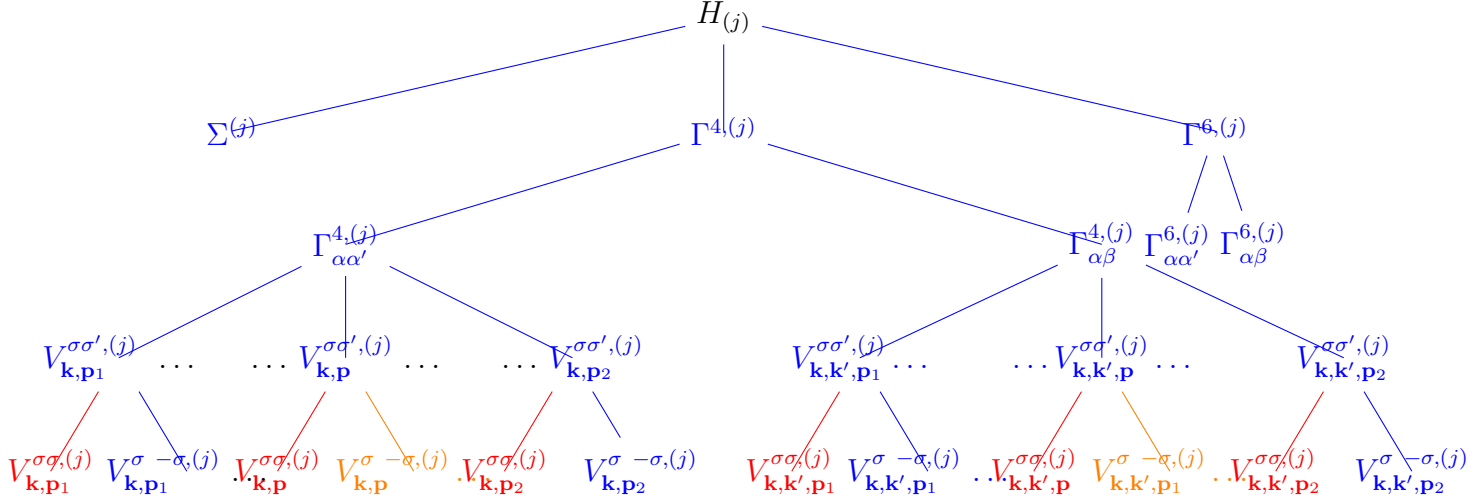 H_{(j)}
Σ^{(j)} Γ^{4,(j)} Γ^{6,(j)}
Γ^{4,(j)}_{αα′} Γ^{4,(j)}_{αβ} Γ^{6,(j)}_{αα′} Γ^{6,(j)}_{αβ}
V^{σσ′,(j)}_{k,p_1} ... ... V^{σσ′,(j)}_{k,p} ... ... V^{σσ′,(j)}_{k,p_2} V^{σσ′,(j)}_{k,k′,p_1} ... ... V^{σσ′,(j)}_{k,k′,p} ... V^{σσ′,(j)}_{k,k′,p_2}
V^{σσ,(j)}_{k,p_1} V^{σ −σ,(j)}_{k,p_1} ... V^{σσ,(j)}_{k,p} V^{σ −σ,(j)}_{k,p} ... V^{σσ,(j)}_{k,p_2} V^{σ −σ,(j)}_{k,p_2} V^{σσ,(j)}_{k,k′,p_1} V^{σ −σ,(j)}_{k,k′,p_1} ... V^{σσ,(j)}_{k,k′,p} V^{σ −σ,(j)}_{k,k′,p_1} ... V^{σσ,(j)}_{k,k′,p_2} V^{σ −σ,(j)}_{k,k′,p_2}